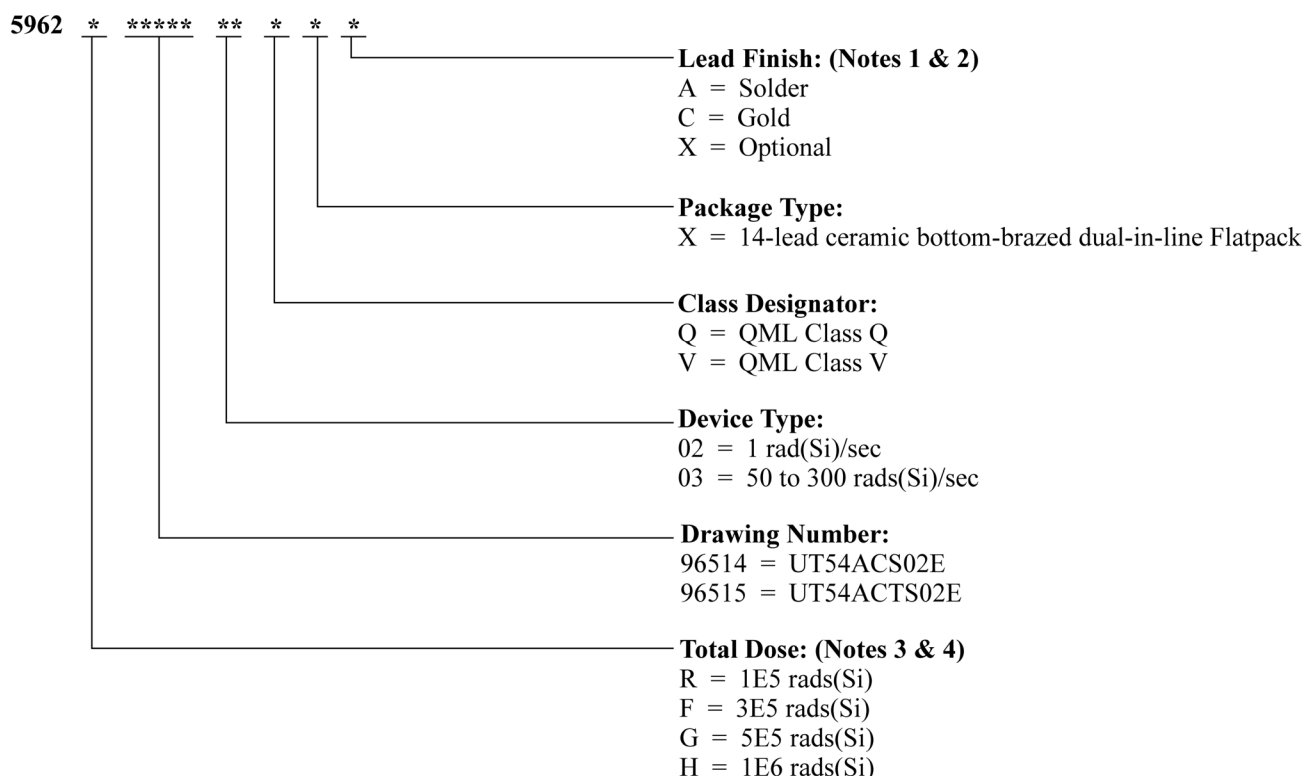 5962 * ***** ** * * *
Lead Finish: (Notes 1 & 2)
A = Solder
C = Gold
X = Optional
Package Type:
X = 14-lead ceramic bottom-brazed dual-in-line Flatpack
Class Designator:
Q = QML Class Q
V = QML Class V
Device Type:
02 = 1 rad(Si)/sec
03 = 50 to 300 rads(Si)/sec
Drawing Number:
96514 = UT54ACS02E
96515 = UT54ACTS02E
Total Dose: (Notes 3 & 4)
R = 1E5 rads(Si)
F = 3E5 rads(Si)
G = 5E5 rads(Si)
H = 1E6 rads(Si)